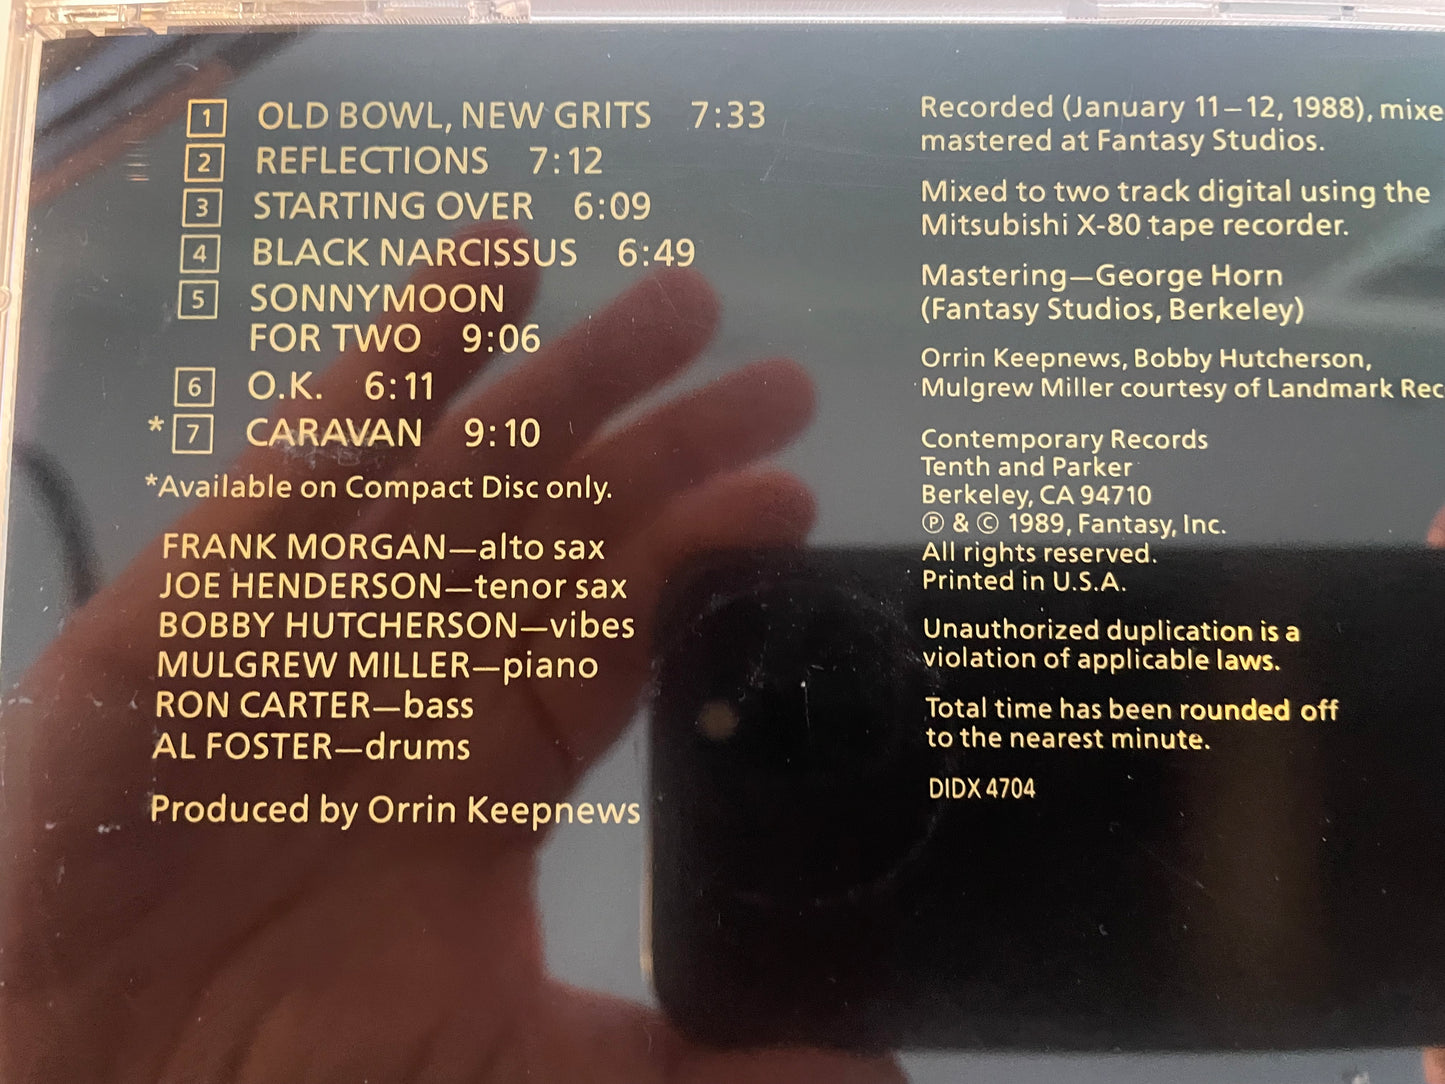 1 OLD BOWL, NEW GRITS 7:33
2 REFLECTIONS 7:12
3 STARTING OVER 6:09
4 BLACK NARCISSUS 6:49
5 SONNYMOON
FOR TWO 9:06
6 O.K. 6:11
* 7 CARAVAN 9:10
*Available on Compact Disc only.
FRANK MORGAN—alto sax
JOE HENDERSON—tenor sax
BOBBY HUTCHERSON—vibes
MULGREW MILLER—piano
RON CARTER—bass
AL FOSTER—drums
Produced by Orrin Keepnews
Recorded (January 11–12, 1988), mixe
mastered at Fantasy Studios.
Mixed to two track digital using the
Mitsubishi X-80 tape recorder.
Mastering—George Horn
(Fantasy Studios, Berkeley)
Orrin Keepnews, Bobby Hutcherson,
Mulgrew Miller courtesy of Landmark Rec
Contemporary Records
Tenth and Parker
Berkeley, CA 94710
℗ & © 1989, Fantasy, Inc.
All rights reserved.
Printed in U.S.A.
Unauthorized duplication is a
violation of applicable laws.
Total time has been rounded off
to the nearest minute.
DIDX 4704